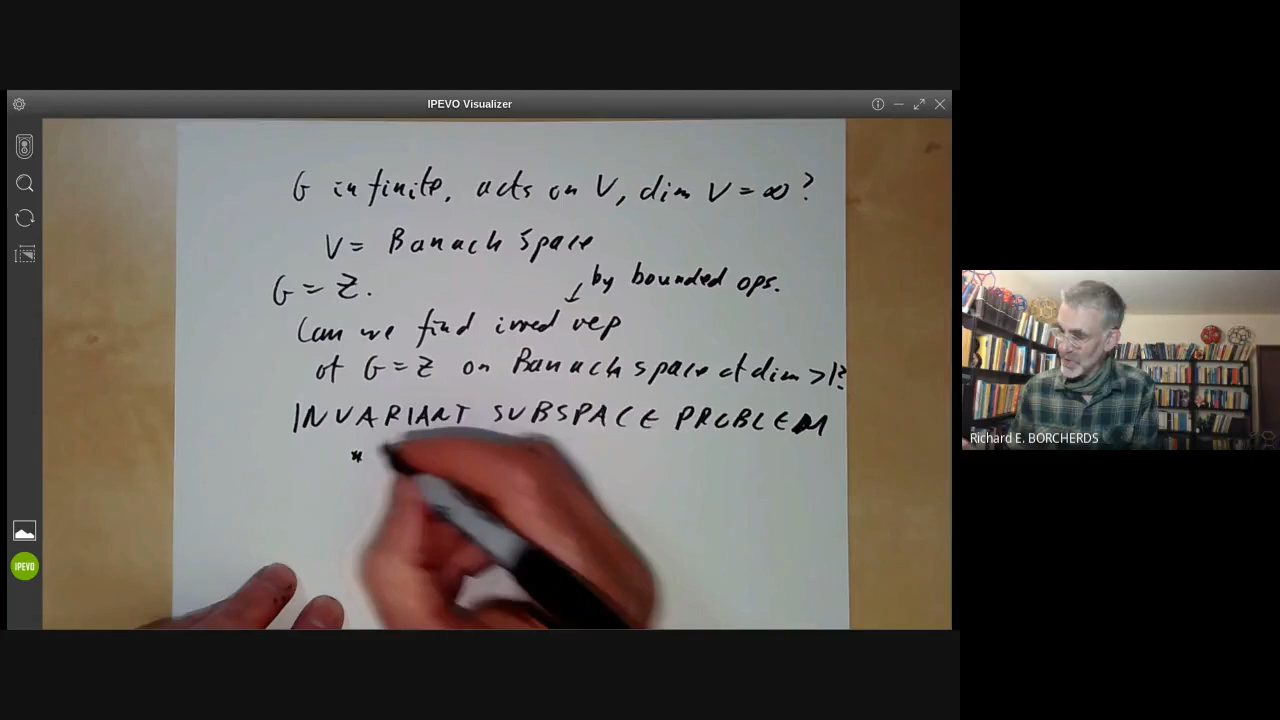 IPEVO Visualizer
G infinite, acts on V, dim V = ∞?
V = Banach Space
by bounded ops.
G = Z.
Can we find irred rep
of G = Z on Banach space of dim > 1?
INVARIANT SUBSPACE PROBLEM
*
Richard E. BORCHERDS
IPEVO